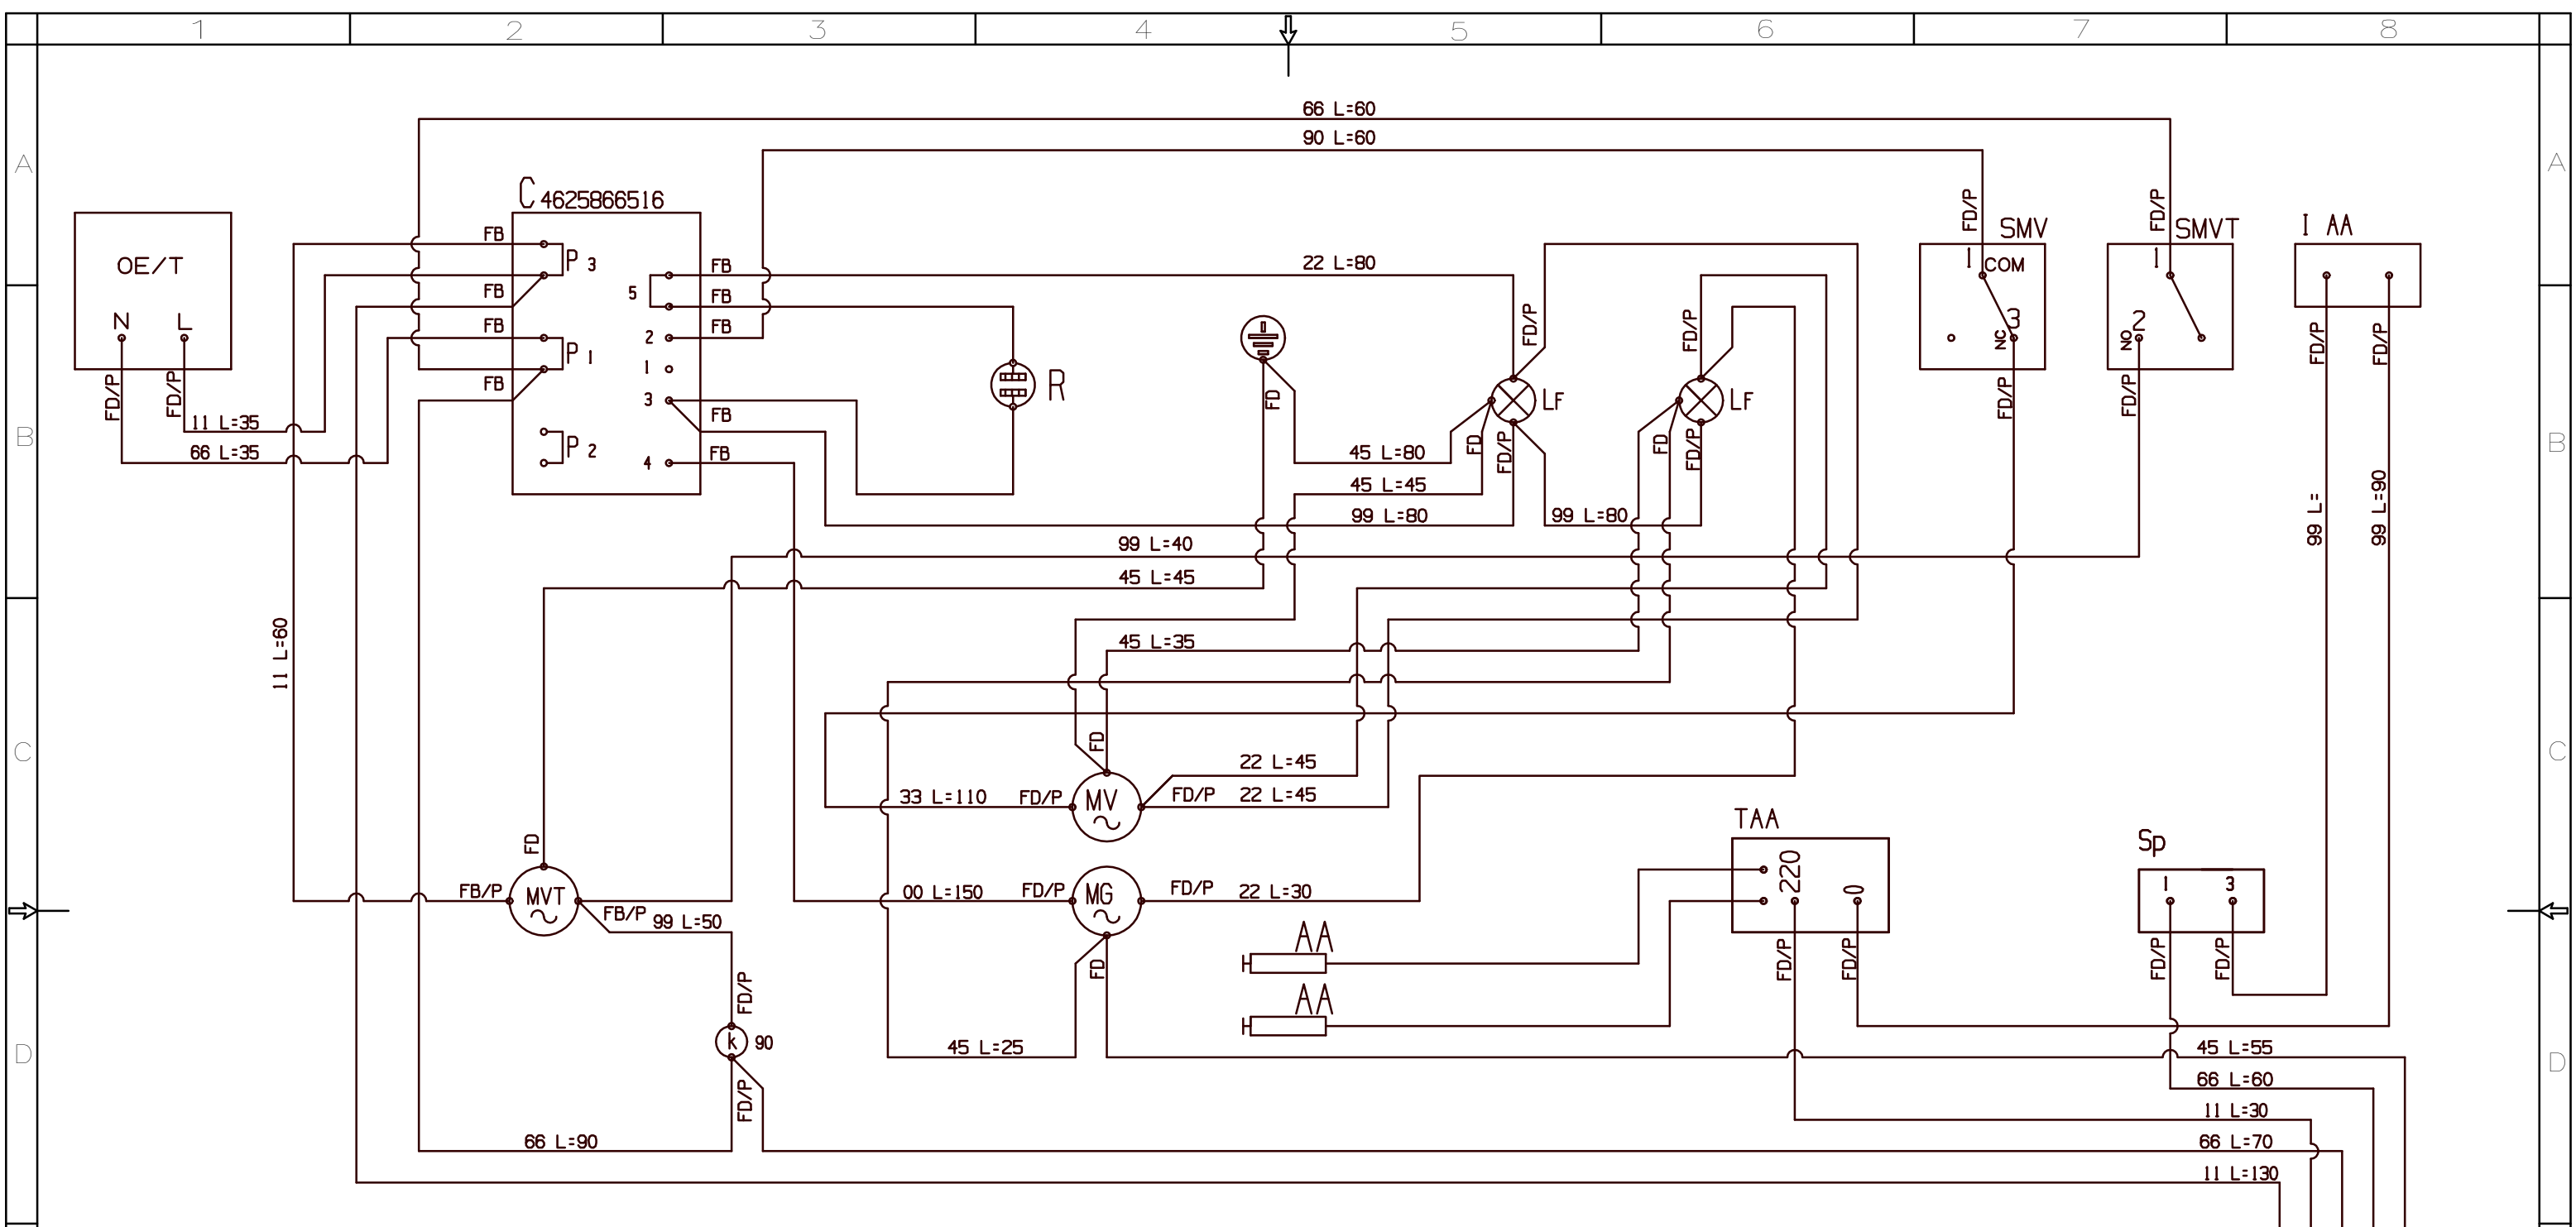 1 2 3 4 5 6 7 8
66 L=60
90 L=60
A A
C 4625866516
SMV SMVT I AA
FD/P FD/P
OE/T
FB P 3
FB
FB
5 FB
22 L=80
1 COM
1
N L
FB P 1
FB
2 FB
1
3 FB
R
FD/P FD/P
3 NC
2 NO
FD/P FD/P
FD/P FD/P
FD/P FD/P
11 L=35
66 L=35
P 2
4 FB
FD
LF LF
B B
45 L=80
FD FD/P
FD FD/P
45 L=45
99 L=80
99 L=80
99 L=
99 L=90
99 L=40
45 L=45
11 L=60
45 L=35
C C
FD
22 L=45
33 L=110 FD/P MV FD/P 22 L=45
TAA
220 0
Sp
1 3
FD
FB/P MVT
FB/P 99 L=50
00 L=150 FD/P MG FD/P 22 L=30
FD
AA
AA
FD/P FD/P
FD/P FD/P
FD/P
k 90
FD/P
D D
45 L=25
45 L=55
66 L=60
11 L=30
66 L=90
66 L=70
11 L=130